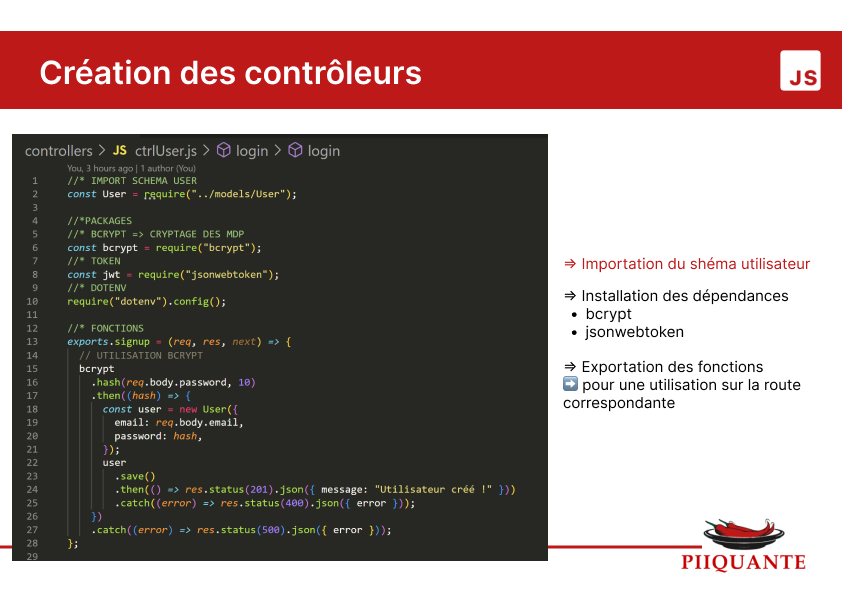 Création des contrôleurs
JS
controllers > JS ctrlUser.js > login > login
You, 3 hours ago | 1 author (You)
1 //* IMPORT SCHEMA USER
2 const User = require("../models/User");
3
4 //*PACKAGES
5 //* BCRYPT => CRYPTAGE DES MDP
6 const bcrypt = require("bcrypt");
7 //* TOKEN
8 const jwt = require("jsonwebtoken");
9 //* DOTENV
10 require("dotenv").config();
11
12 //* FONCTIONS
13 exports.signup = (req, res, next) => {
14 // UTILISATION BCRYPT
15 bcrypt
16 .hash(req.body.password, 10)
17 .then((hash) => {
18 const user = new User({
19 email: req.body.email,
20 password: hash,
21 });
22 user
23 .save()
24 .then(() => res.status(201).json({ message: "Utilisateur créé !" }))
25 .catch((error) => res.status(400).json({ error }));
26 })
27 .catch((error) => res.status(500).json({ error }));
28 };
29
⇒ Importation du shéma utilisateur
⇒ Installation des dépendances
• bcrypt
• jsonwebtoken
⇒ Exportation des fonctions
➡ pour une utilisation sur la route
correspondante
PIIQUANTE